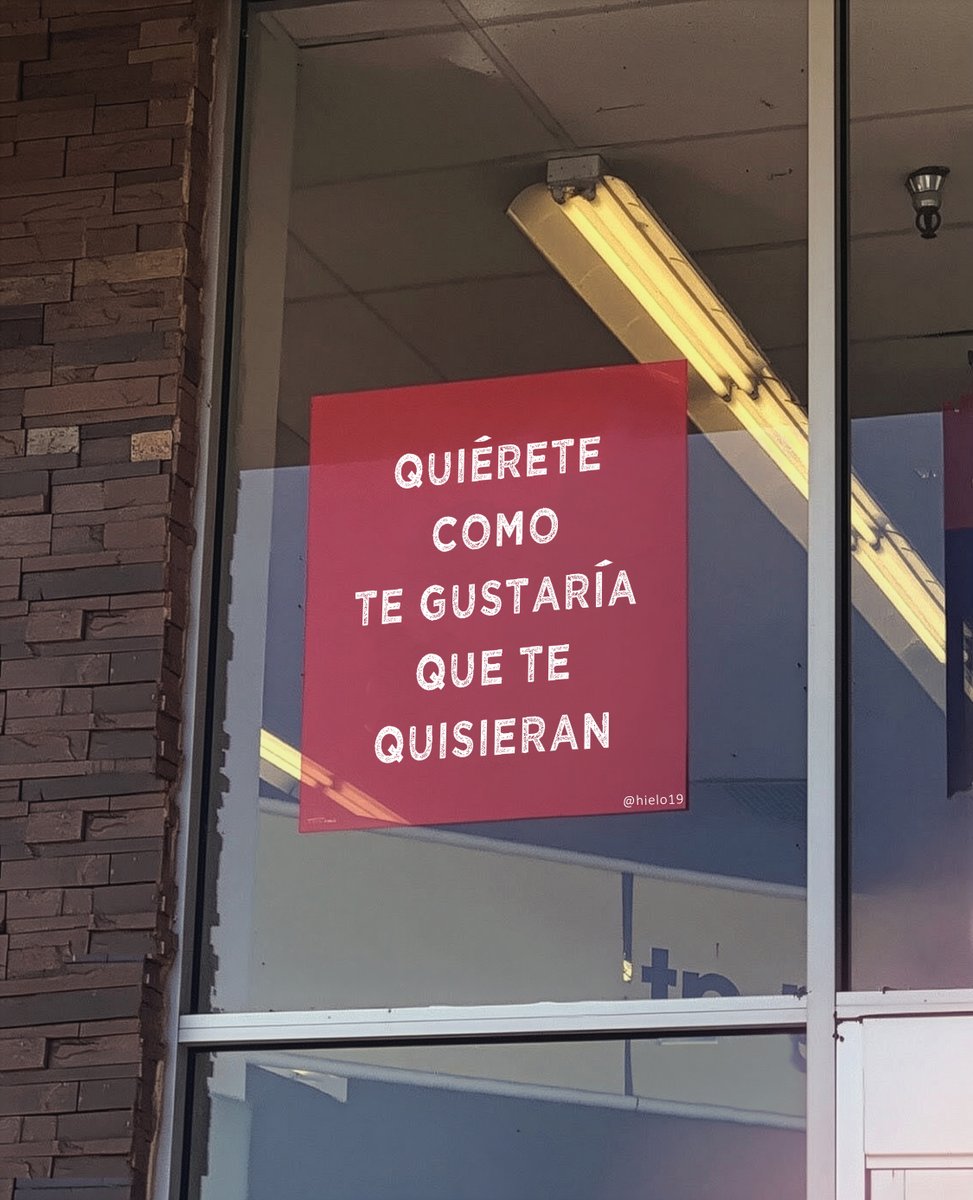 QUIÉRETE
COMO
TE GUSTARÍA
QUE TE
QUISIERAN
@hielo19